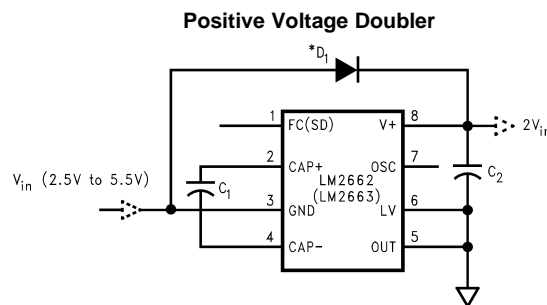 Positive Voltage Doubler
*D1
1 FC(SD) V+ 8 2Vin
2 CAP+ OSC 7
Vin (2.5V to 5.5V) C1 LM2662 C2
(LM2663)
3 GND LV 6
4 CAP- OUT 5